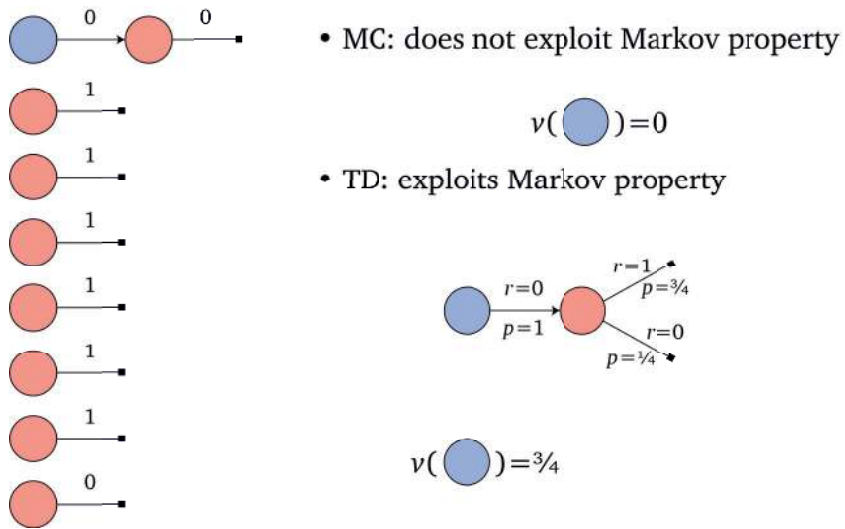 0 0
1
1
1
1
1
1
0
• MC: does not exploit Markov property
v( )=0
• TD: exploits Markov property
r=1
p=¾
r=0
p=1
r=0
p=¼
v( )=¾